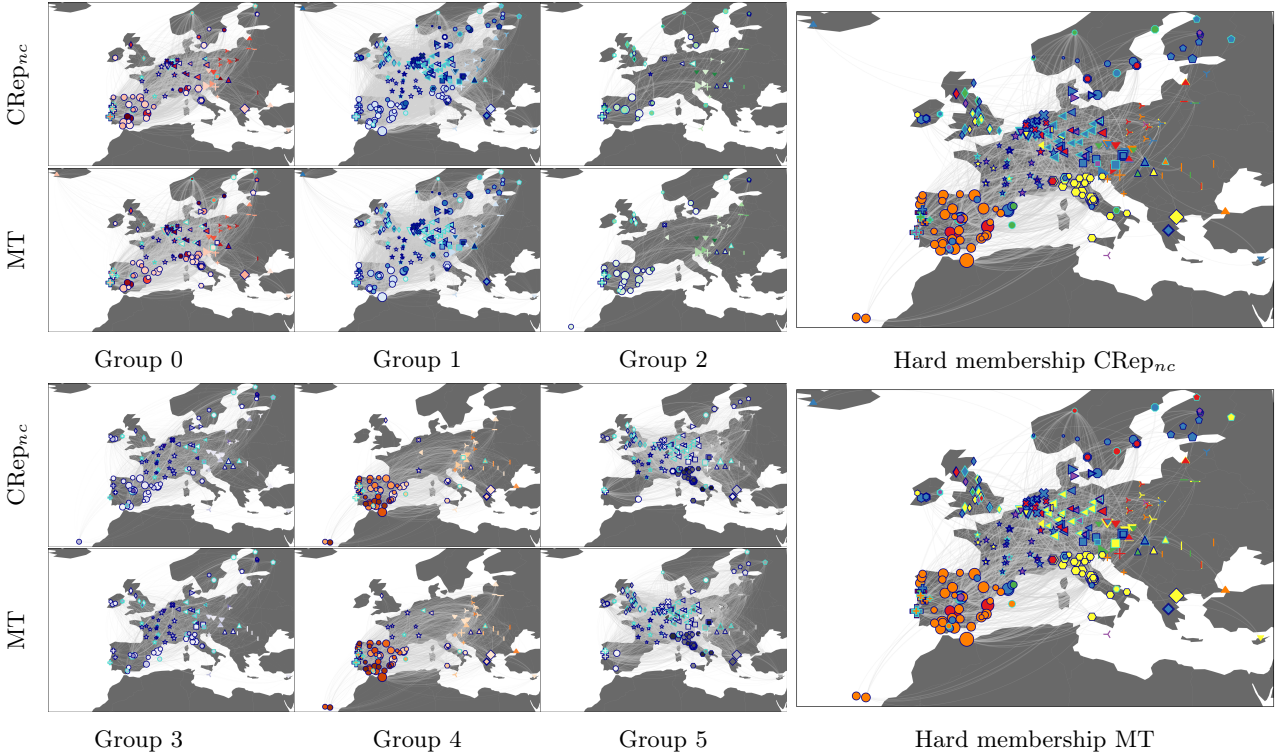 CRep_nc
MT
Group 0
Group 1
Group 2
Hard membership CRep_nc
CRep_nc
MT
Group 3
Group 4
Group 5
Hard membership MT